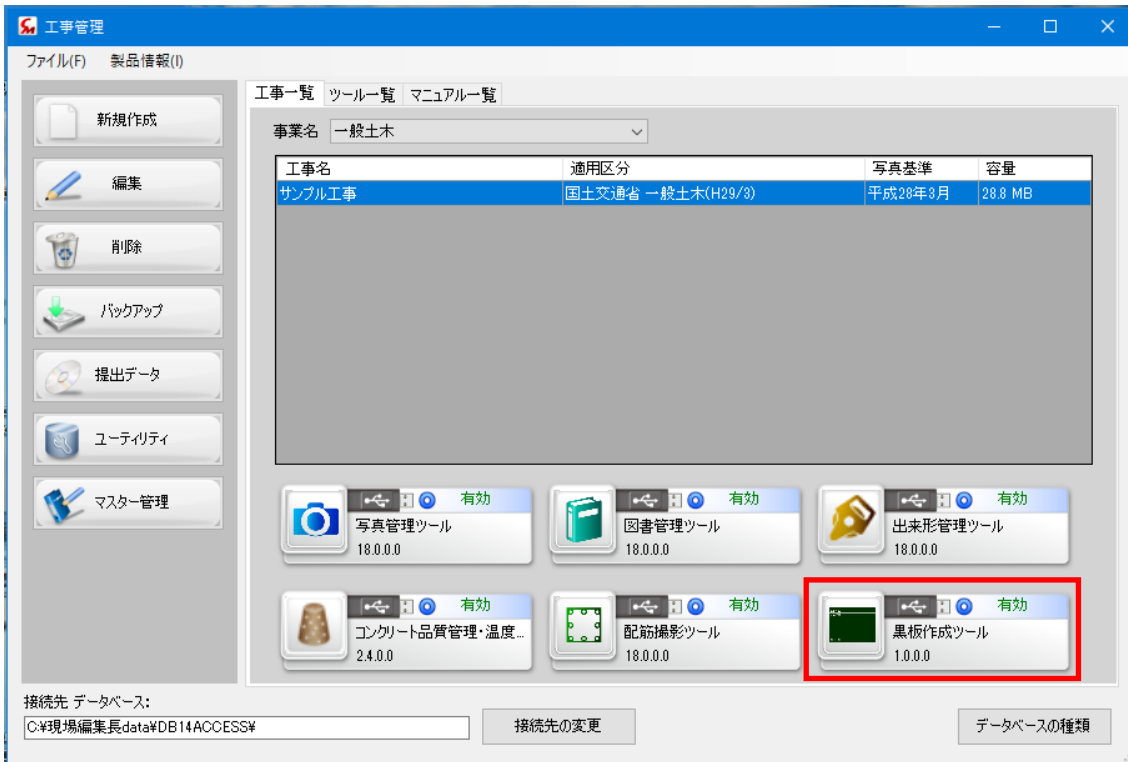 工事管理
ファイル(F) 製品情報(I)
新規作成
編集
削除
バックアップ
提出データ
ユーティリティ
マスター管理
工事一覧 ツール一覧 マニュアル一覧
事業名 一般土木
工事名 適用区分 写真基準 容量
サンプル工事 国土交通省 一般土木(H29/3) 平成28年3月 28.8 MB
有効
写真管理ツール
18.0.0.0
有効
図書管理ツール
18.0.0.0
有効
出来形管理ツール
18.0.0.0
有効
コンクリート品質管理・温度...
2.4.0.0
有効
配筋撮影ツール
18.0.0.0
有効
黒板作成ツール
1.0.0.0
接続先 データベース:
C:¥現場編集長data¥DB14ACCESS¥
接続先の変更
データベースの種類